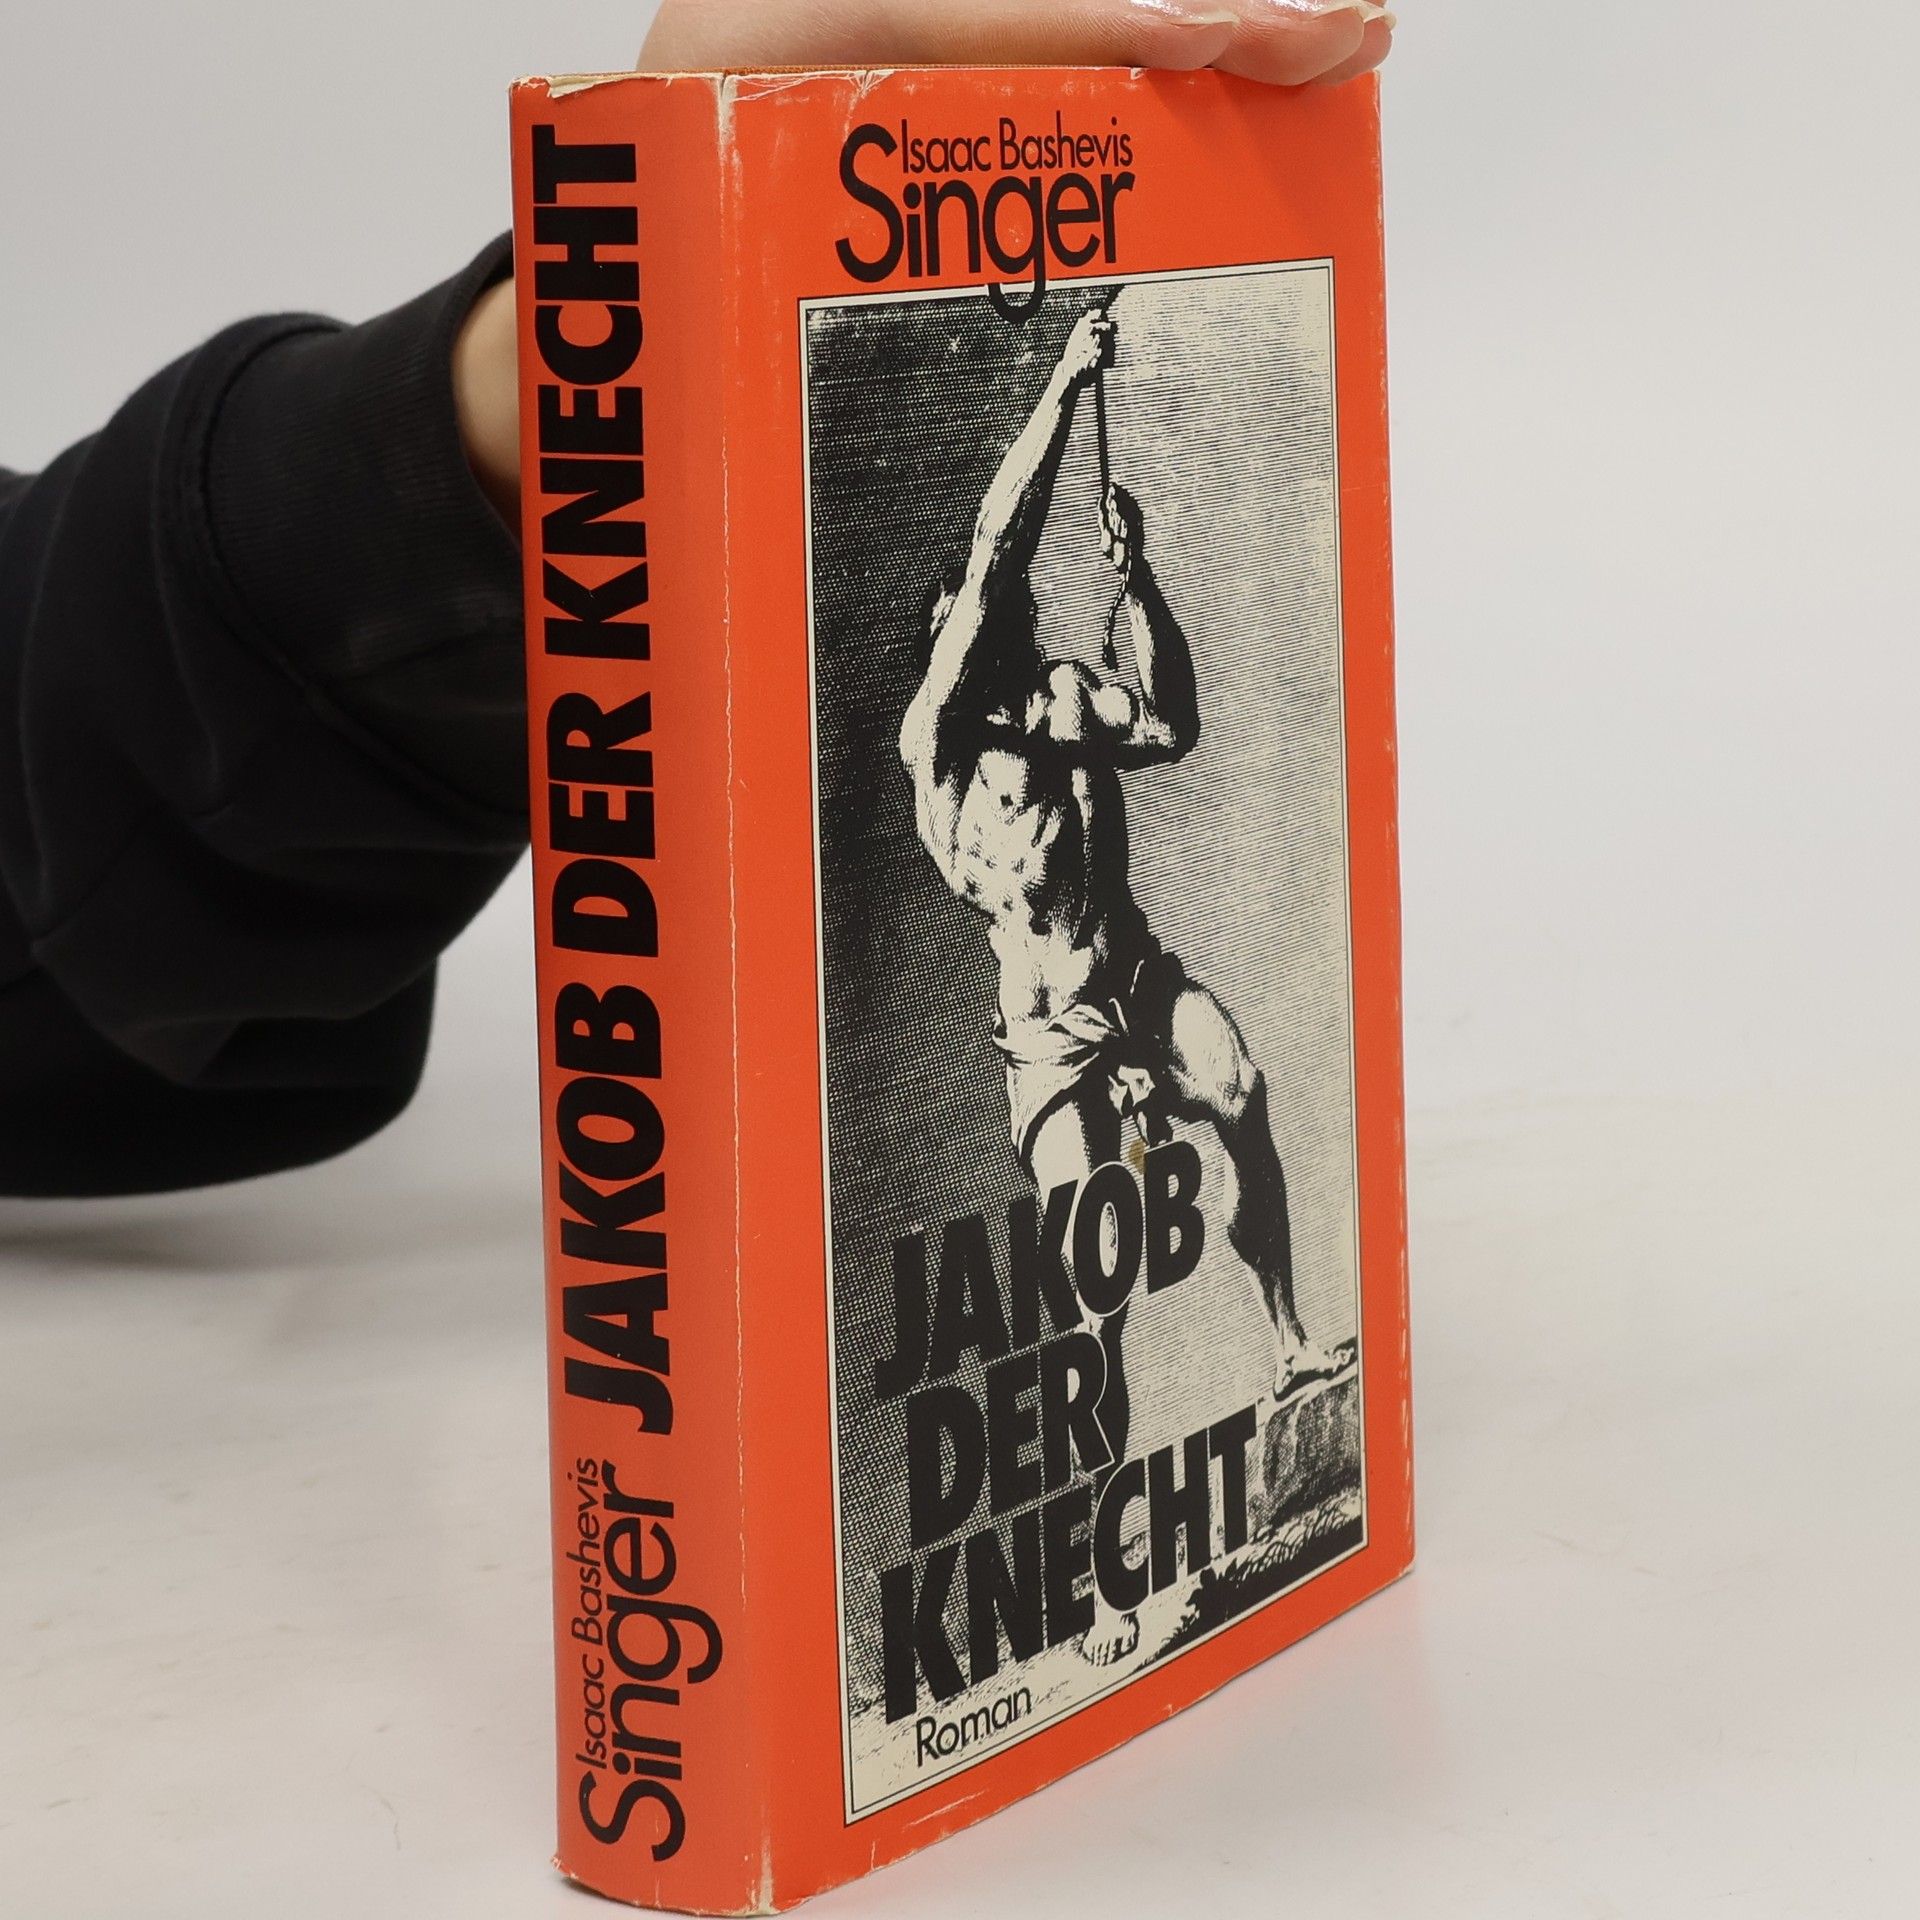 Isaac Bashevis
Singer
JAKOB
DER
KNECHT
Roman
Isaac Bashevis
Singer
JAKOB DER KNECHT